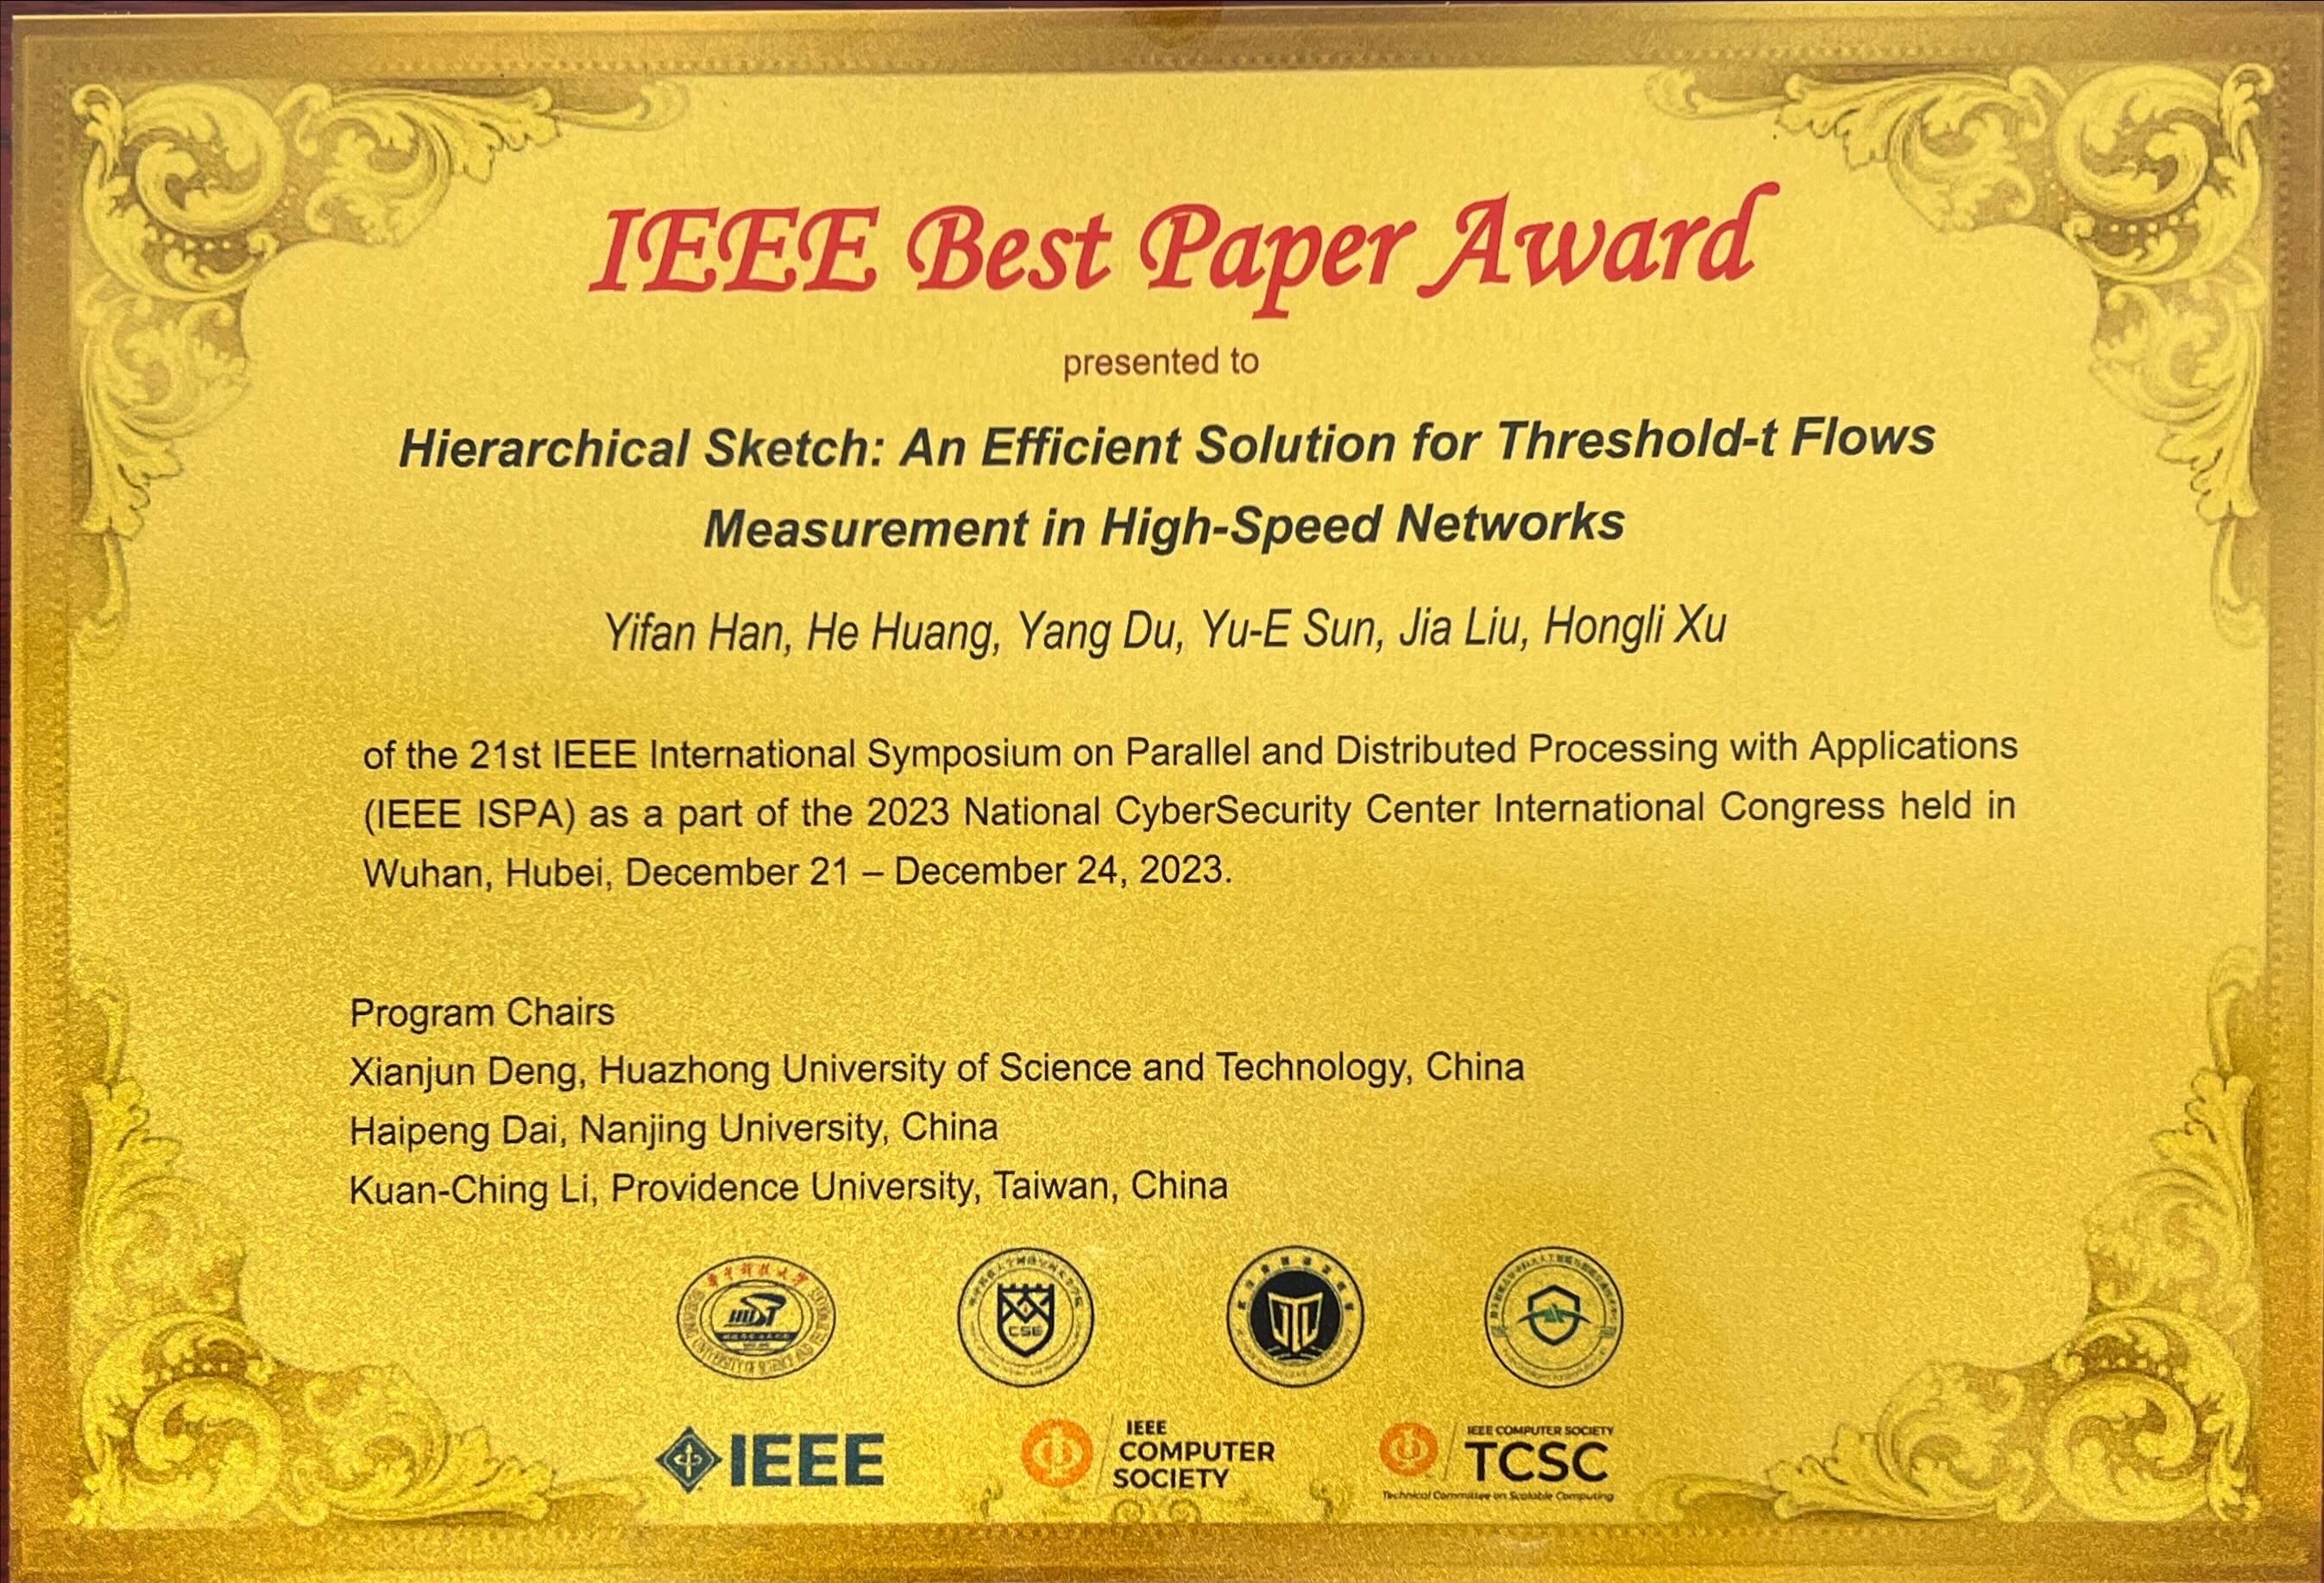 IEEE Best Paper Award
presented to
Hierarchical Sketch: An Efficient Solution for Threshold-t Flows
Measurement in High-Speed Networks
Yifan Han, He Huang, Yang Du, Yu-E Sun, Jia Liu, Hongli Xu
of the 21st IEEE International Symposium on Parallel and Distributed Processing with Applications
(IEEE ISPA) as a part of the 2023 National CyberSecurity Center International Congress held in
Wuhan, Hubei, December 21 – December 24, 2023.
Program Chairs
Xianjun Deng, Huazhong University of Science and Technology, China
Haipeng Dai, Nanjing University, China
Kuan-Ching Li, Providence University, Taiwan, China
HUST
CSE
IEEE
IEEE
COMPUTER
SOCIETY
IEEE COMPUTER SOCIETY
TCSC
Technical Committee on Scalable Computing